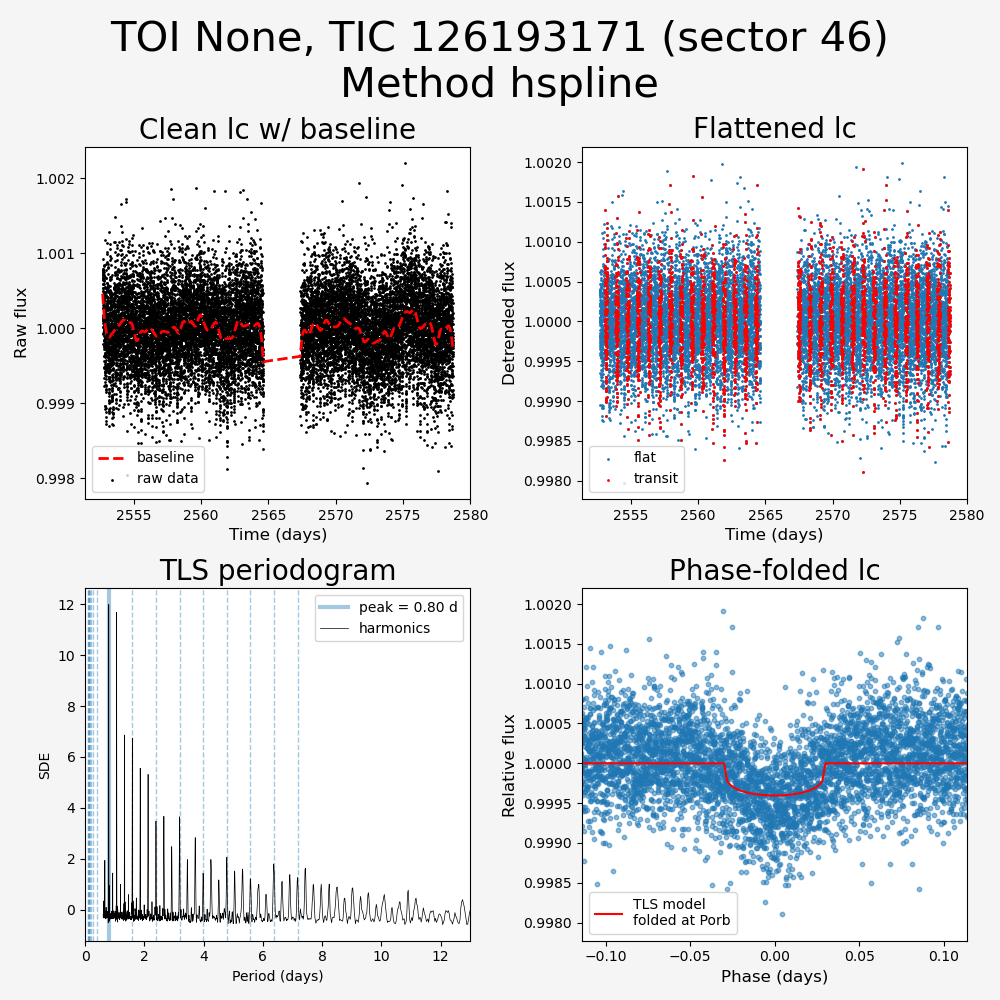 TOI None, TIC 126193171 (sector 46)
Method hspline
Clean lc w/ baseline
Raw flux
1.002
1.001
1.000
0.999
0.998
baseline
raw data
2555
2560
2565
2570
2575
2580
Time (days)
Flattened lc
Detrended flux
1.0020
1.0015
1.0010
1.0005
1.0000
0.9995
0.9990
0.9985
0.9980
flat
transit
2555
2560
2565
2570
2575
2580
Time (days)
TLS periodogram
SDE
12
10
8
6
4
2
0
peak = 0.80 d
harmonics
0
2
4
6
8
10
12
Period (days)
Phase-folded lc
Relative flux
1.0020
1.0015
1.0010
1.0005
1.0000
0.9995
0.9990
0.9985
0.9980
TLS model
folded at Porb
−0.10
−0.05
0.00
0.05
0.10
Phase (days)